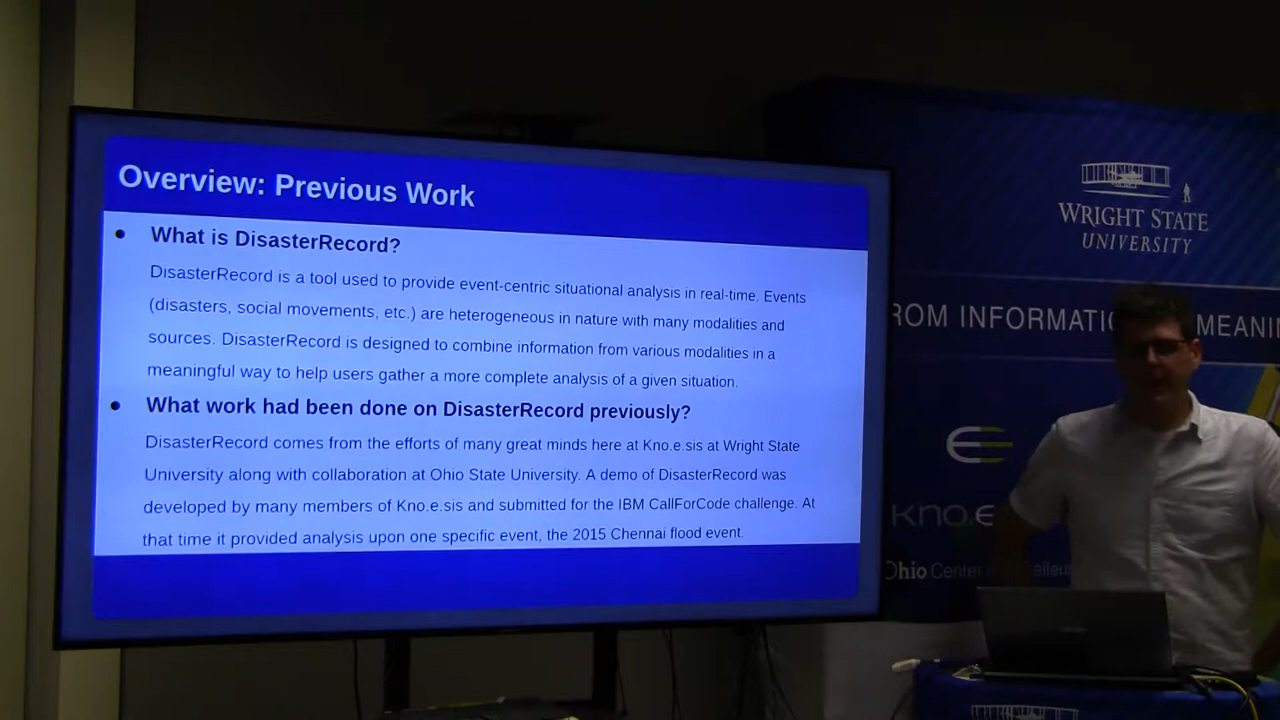 Overview: Previous Work
● What is DisasterRecord?
DisasterRecord is a tool used to provide event-centric situational analysis in real-time. Events
(disasters, social movements, etc.) are heterogeneous in nature with many modalities and
sources. DisasterRecord is designed to combine information from various modalities in a
meaningful way to help users gather a more complete analysis of a given situation.
● What work had been done on DisasterRecord previously?
DisasterRecord comes from the efforts of many great minds here at Kno.e.sis at Wright State
University along with collaboration at Ohio State University. A demo of DisasterRecord was
developed by many members of Kno.e.sis and submitted for the IBM CallForCode challenge. At
that time it provided analysis upon one specific event, the 2015 Chennai flood event.
WRIGHT STATE
UNIVERSITY
ROM INFORMATIO MEANI
kno.e
Ohio Center